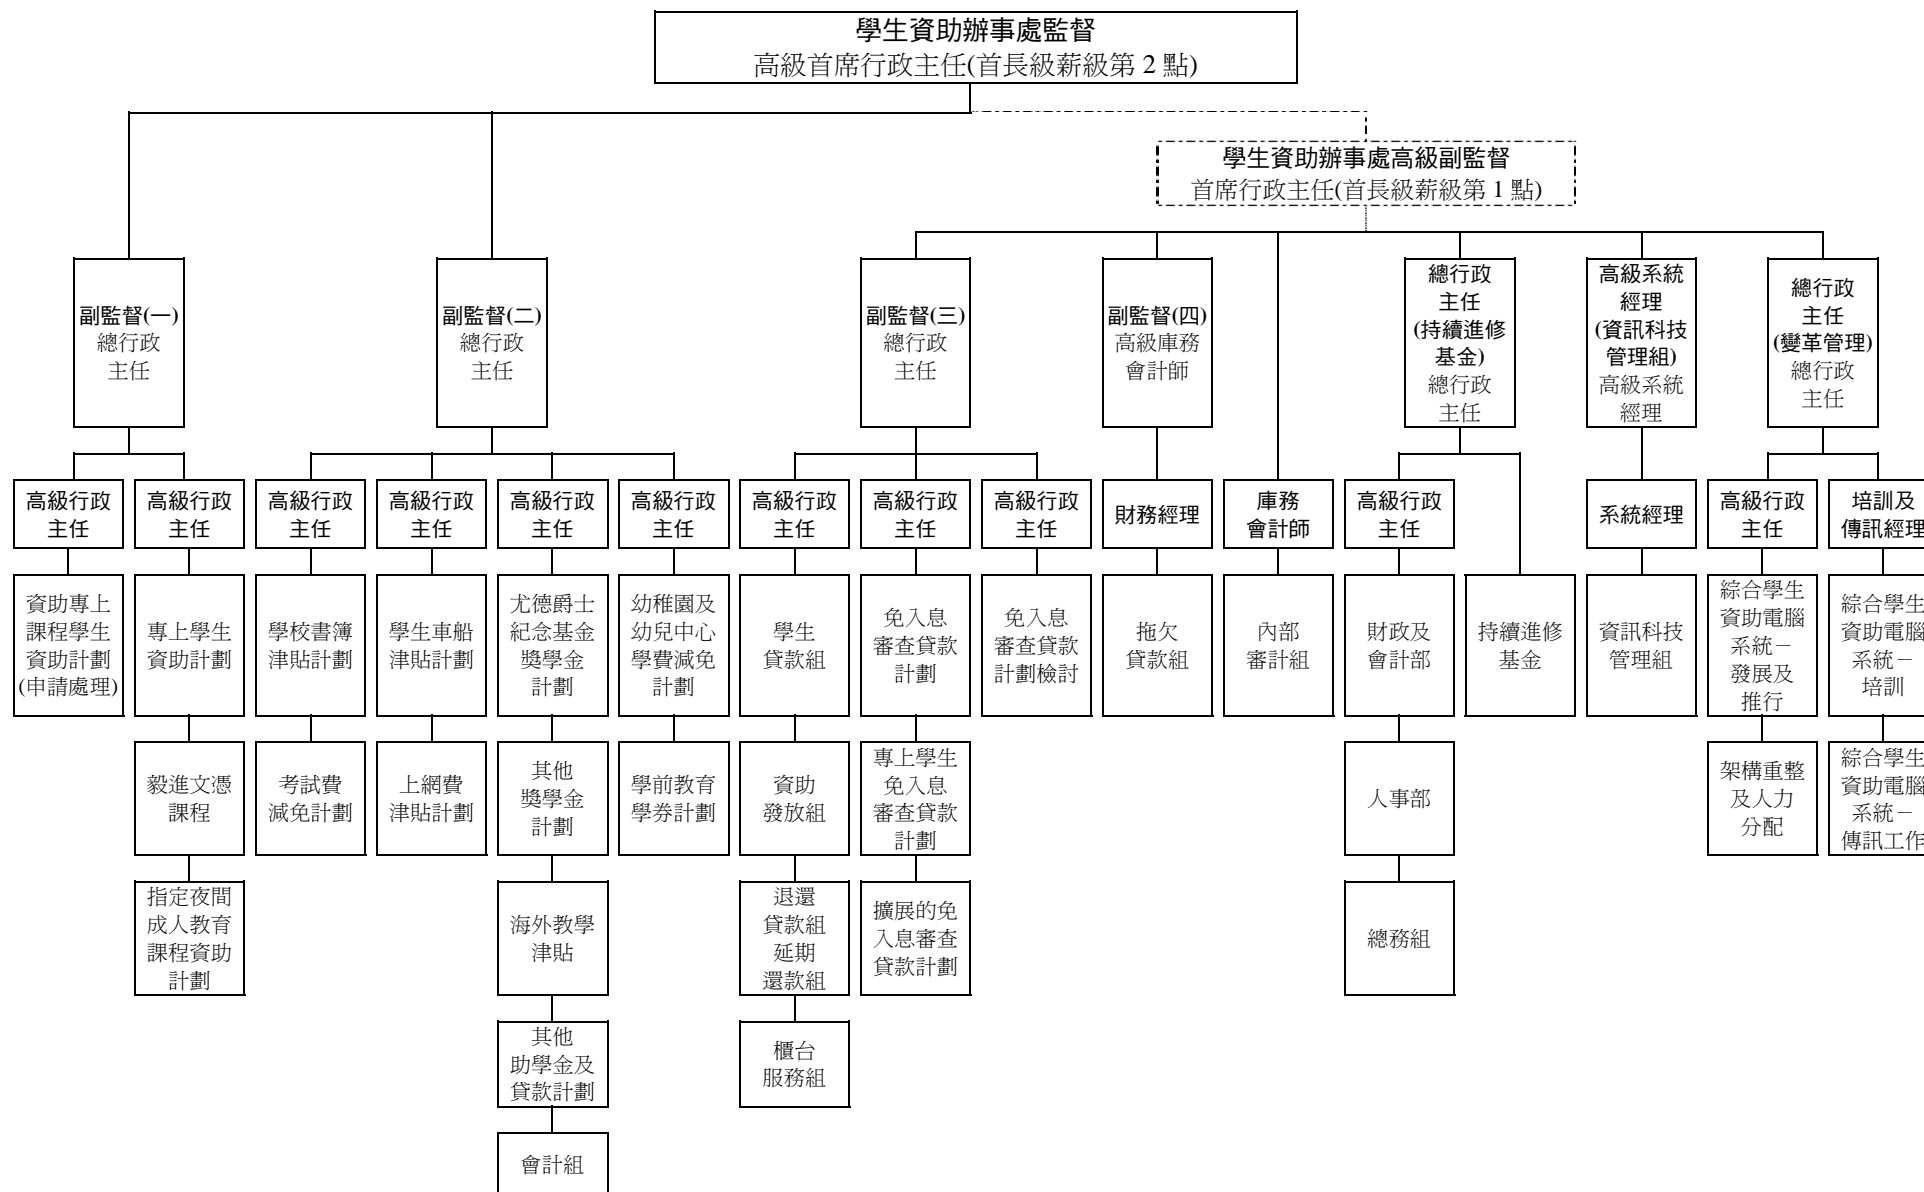 學生資助辦事處監督
高級首席行政主任(首長級薪級第 2 點)
學生資助辦事處高級副監督
首席行政主任(首長級薪級第 1 點)
副監督(一)
總行政
主任
副監督(二)
總行政
主任
副監督(三)
總行政
主任
副監督(四)
高級庫務
會計師
總行政
主任
(持續進修
基金)
總行政
主任
高級系統
經理
(資訊科技
管理組)
高級系統
經理
總行政
主任
(變革管理)
總行政
主任
高級行政
主任
高級行政
主任
高級行政
主任
高級行政
主任
高級行政
主任
高級行政
主任
高級行政
主任
高級行政
主任
高級行政
主任
財務經理
庫務
會計師
高級行政
主任
系統經理
高級行政
主任
培訓及
傳訊經理
資助專上
課程學生
資助計劃
(申請處理)
專上學生
資助計劃
學校書簿
津貼計劃
學生車船
津貼計劃
尤德爵士
紀念基金
獎學金
計劃
幼稚園及
幼兒中心
學費減免
計劃
學生
貸款組
免入息
審查貸款
計劃
免入息
審查貸款
計劃檢討
拖欠
貸款組
內部
審計組
財政及
會計部
持續進修
基金
資訊科技
管理組
綜合學生
資助電腦
系統－
發展及
推行
綜合學生
資助電腦
系統－
培訓
毅進文憑
課程
考試費
減免計劃
上網費
津貼計劃
其他
獎學金
計劃
學前教育
學券計劃
資助
發放組
專上學生
免入息
審查貸款
計劃
人事部
架構重整
及人力
分配
綜合學生
資助電腦
系統－
傳訊工作
指定夜間
成人教育
課程資助
計劃
海外教學
津貼
退還
貸款組
延期
還款組
擴展的免
入息審查
貸款計劃
總務組
其他
助學金及
貸款計劃
櫃台
服務組
會計組